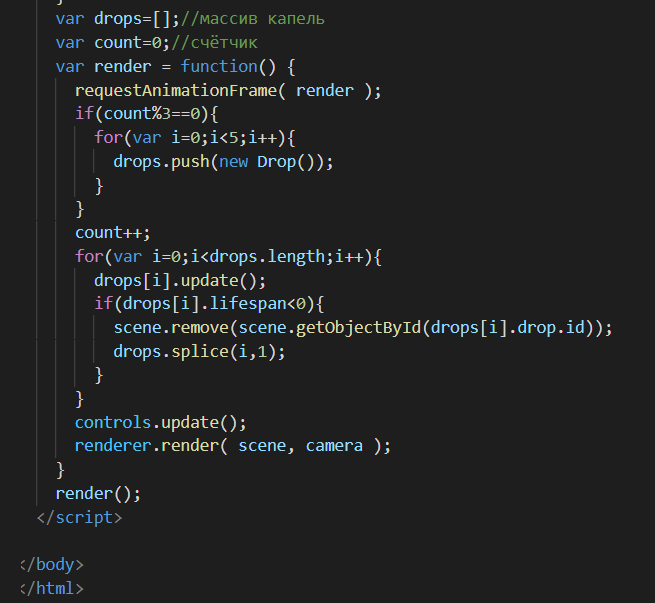 }
var drops=[];//массив капель
var count=0;//счётчик
var render = function() {
requestAnimationFrame( render );
if(count%3==0){
for(var i=0;i<5;i++){
drops.push(new Drop());
}
}
count++;
for(var i=0;i<drops.length;i++){
drops[i].update();
if(drops[i].lifespan<0){
scene.remove(scene.getObjectById(drops[i].drop.id));
drops.splice(i,1);
}
}
controls.update();
renderer.render( scene, camera );
}
render();
</script>
</body>
</html>